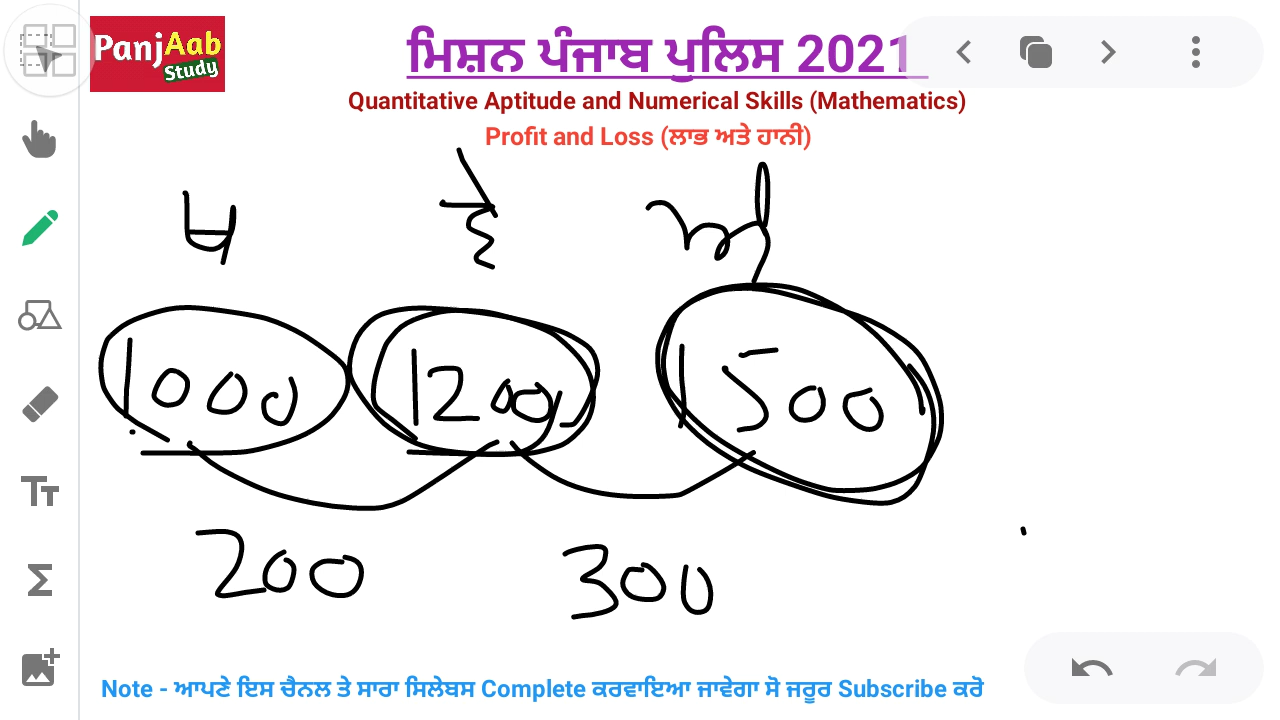 PanjAab
Study
ਮਿਸ਼ਨ ਪੰਜਾਬ ਪੁਲਿਸ 2021
Quantitative Aptitude and Numerical Skills (Mathematics)
Profit and Loss (ਲਾਭ ਅਤੇ ਹਾਨੀ)
1000 1200 1500
200 300
Tт
Σ
Note - ਆਪਣੇ ਇਸ ਚੈਨਲ ਤੇ ਸਾਰਾ ਸਿਲੇਬਸ Complete ਕਰਵਾਇਆ ਜਾਵੇਗਾ ਸੋ ਜਰੂਰ Subscribe ਕਰੋ